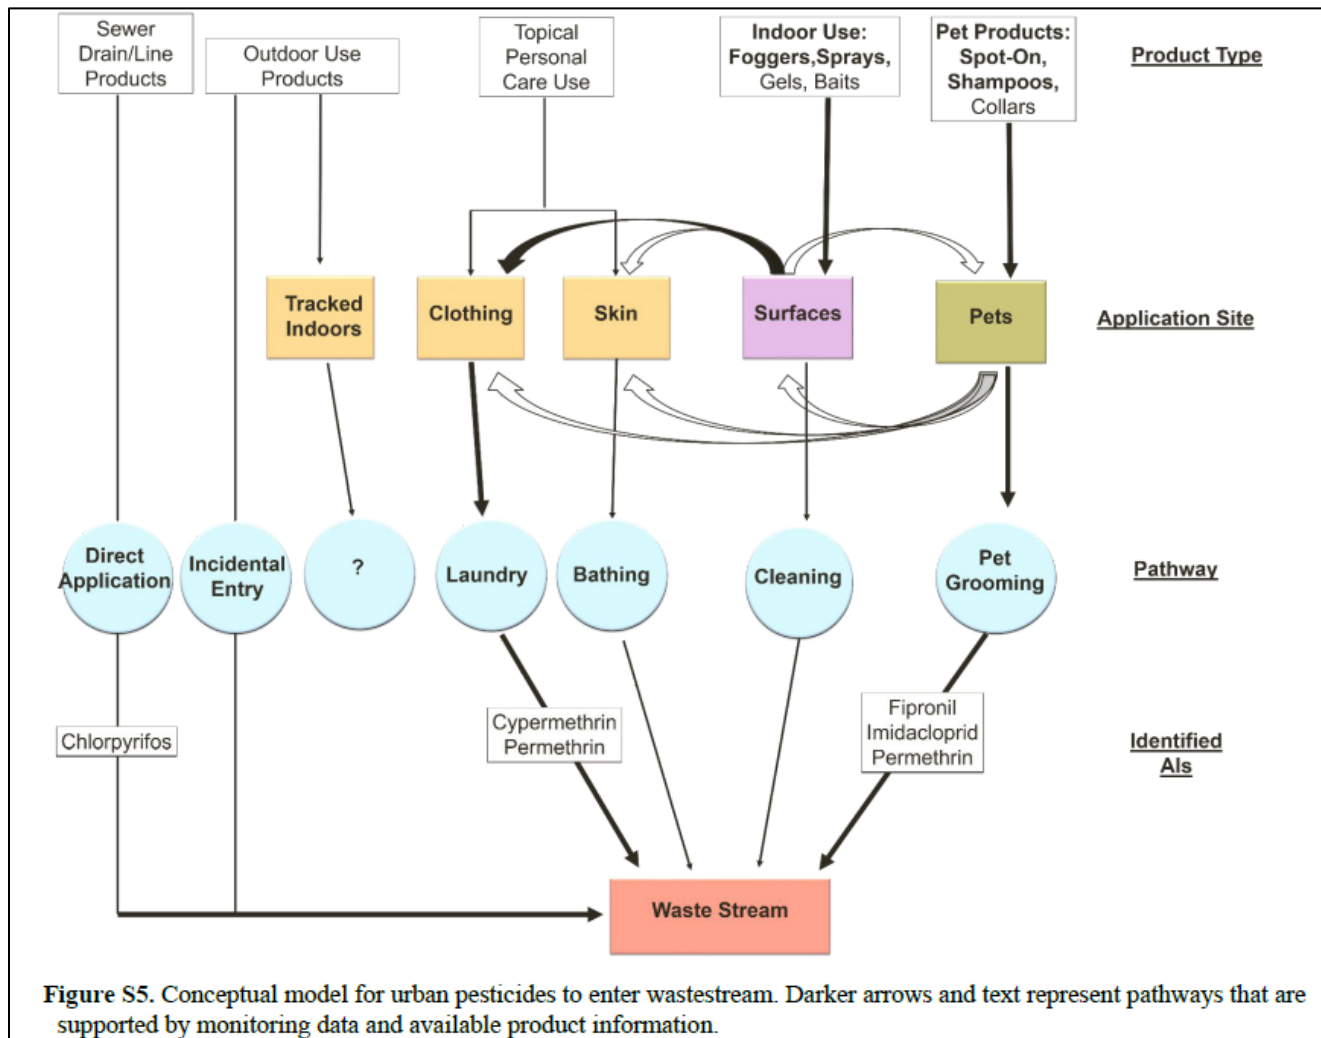 Sewer
Drain/Line
Products
Outdoor Use
Products
Topical
Personal
Care Use
Indoor Use:
Foggers,Sprays,
Gels, Baits
Pet Products:
Spot-On,
Shampoos,
Collars
Product Type
Tracked
Indoors
Clothing
Skin
Surfaces
Pets
Application Site
Direct
Application
Incidental
Entry
?
Laundry
Bathing
Cleaning
Pet
Grooming
Pathway
Chlorpyrifos
Cypermethrin
Permethrin
Fipronil
Imidacloprid
Permethrin
Identified
AIs
Waste Stream
Figure S5. Conceptual model for urban pesticides to enter wastestream. Darker arrows and text represent pathways that are
supported by monitoring data and available product information.